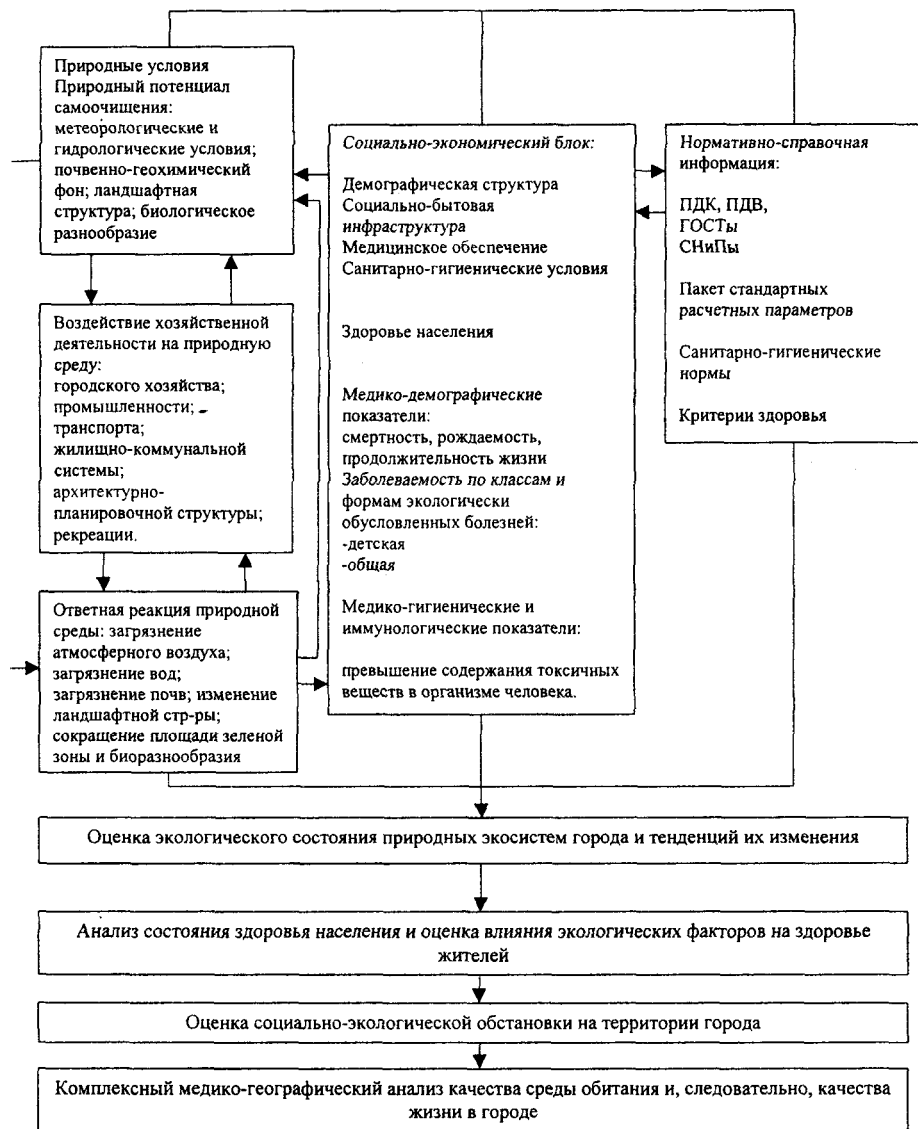 Природные условия
Природный потенциал
самоочищения:
метеорологические и
гидрологические условия;
почвенно-геохимический
фон; ландшафтная
структура; биологическое
разнообразие
Воздействие хозяйственной
деятельности на природную
среду:
городского хозяйства;
промышленности;
транспорта;
жилищно-коммунальной
системы;
архитектурно-
планировочной структуры;
рекреации.
Ответная реакция природной
среды: загрязнение
атмосферного воздуха;
загрязнение вод;
загрязнение почв; изменение
ландшафтной стр-ры;
сокращение площади зеленой
зоны и биоразнообразия
Социально-экономический блок:
Демографическая структура
Социально-бытовая
инфраструктура
Медицинское обеспечение
Санитарно-гигиенические условия
Здоровье населения
Медико-демографические
показатели:
смертность, рождаемость,
продолжительность жизни
Заболеваемость по классам и
формам экологически
обусловленных болезней:
-детская
-общая
Медико-гигиенические и
иммунологические показатели:
превышение содержания токсичных
веществ в организме человека.
Нормативно-справочная
информация:
ПДК, ПДВ,
ГОСТы
СНиПы
Пакет стандартных
расчетных параметров
Санитарно-гигиенические
нормы
Критерии здоровья
Оценка экологического состояния природных экосистем города и тенденций их изменения
Анализ состояния здоровья населения и оценка влияния экологических факторов на здоровье
жителей
Оценка социально-экологической обстановки на территории города
Комплексный медико-географический анализ качества среды обитания и, следовательно, качества
жизни в городе